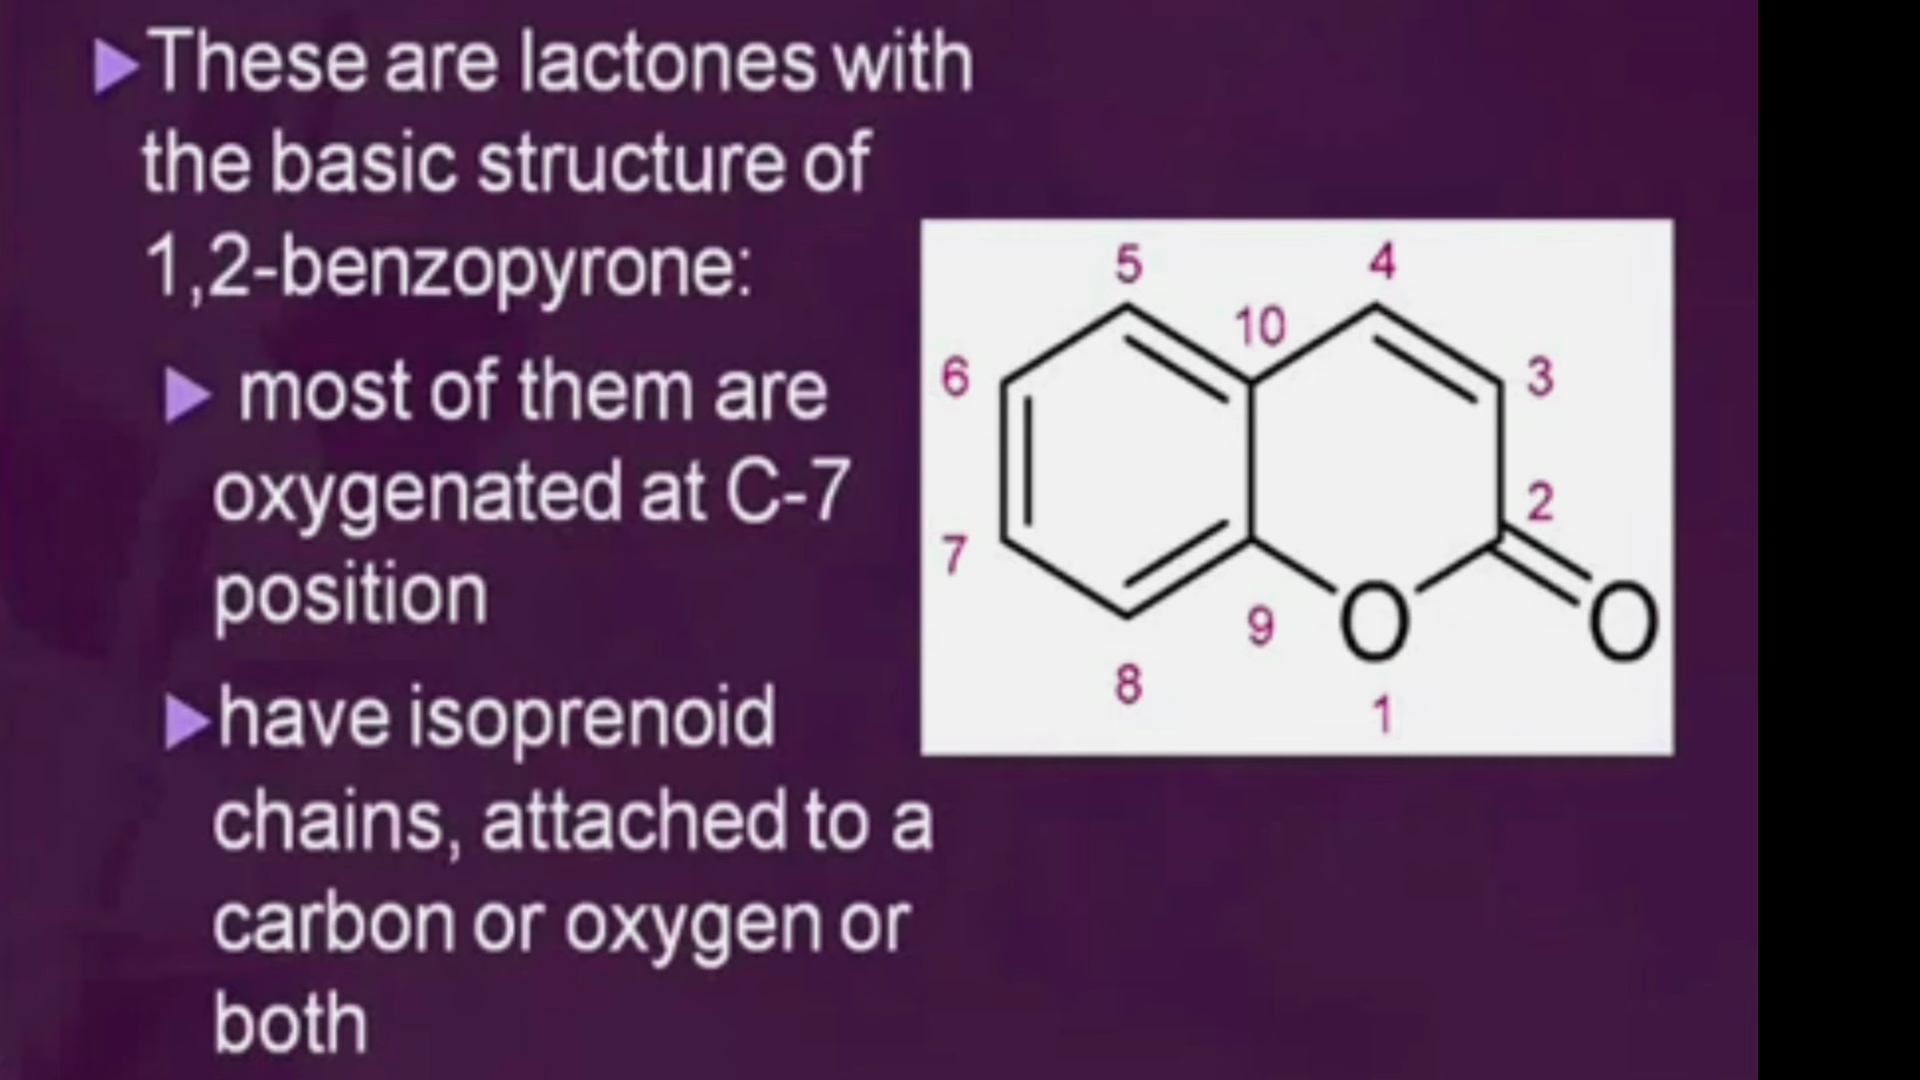 ▶These are lactones with
the basic structure of
1,2-benzopyrone:
▶ most of them are
oxygenated at C-7
position
▶have isoprenoid
chains, attached to a
carbon or oxygen or
both
5 4
10
6 3
2
7
O O
9
8
1